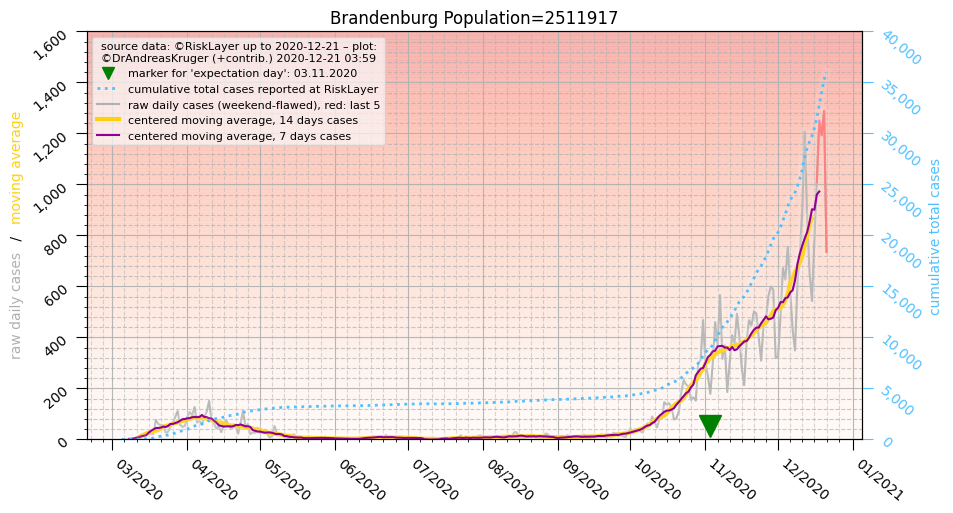 Brandenburg Population=2511917
source data: ©RiskLayer up to 2020-12-21 – plot:
©DrAndreasKruger (+contrib.) 2020-12-21 03:59
marker for 'expectation day': 03.11.2020
cumulative total cases reported at RiskLayer
raw daily cases (weekend-flawed), red: last 5
centered moving average, 14 days cases
centered moving average, 7 days cases
raw daily cases / moving average
1,600
1,400
1,200
1,000
800
600
400
200
0
40,000
35,000
30,000
25,000
20,000
15,000
10,000
5,000
0
cumulative total cases
03/2020
04/2020
05/2020
06/2020
07/2020
08/2020
09/2020
10/2020
11/2020
12/2020
01/2021